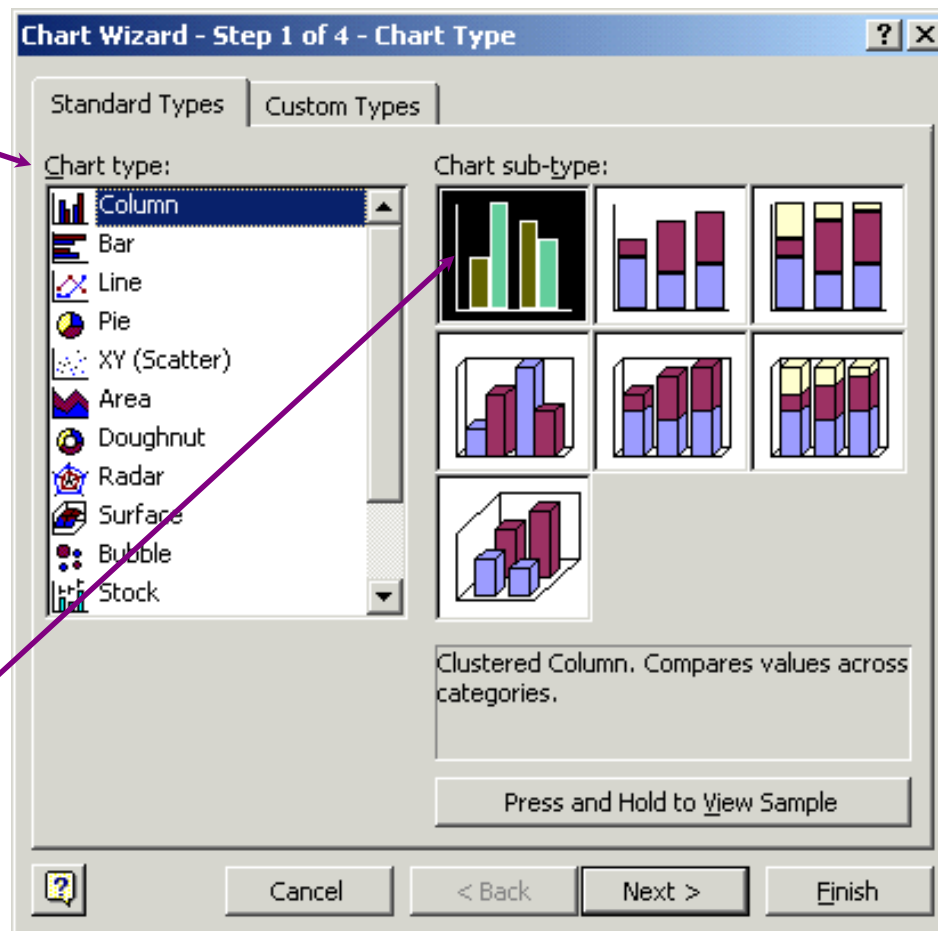 Chart Wizard - Step 1 of 4 - Chart Type
Standard Types
Custom Types
Chart type:
Column
Bar
Line
Pie
XY (Scatter)
Area
Doughnut
Radar
Surface
Bubble
Stock
Chart sub-type:
Clustered Column. Compares values across
categories.
Press and Hold to View Sample
Cancel
< Back
Next >
Finish